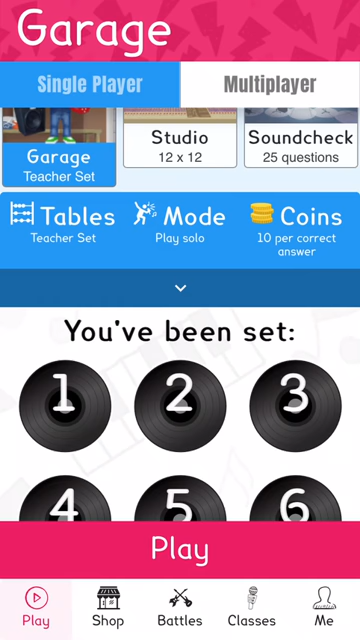 Garage
Single Player
Multiplayer
Garage
Teacher Set
Studio
12 x 12
Soundcheck
25 questions
Tables
Teacher Set
Mode
Play solo
Coins
10 per correct
answer
You've been set:
1
2
3
4
5
6
Play
Play
Shop
Battles
Classes
Me